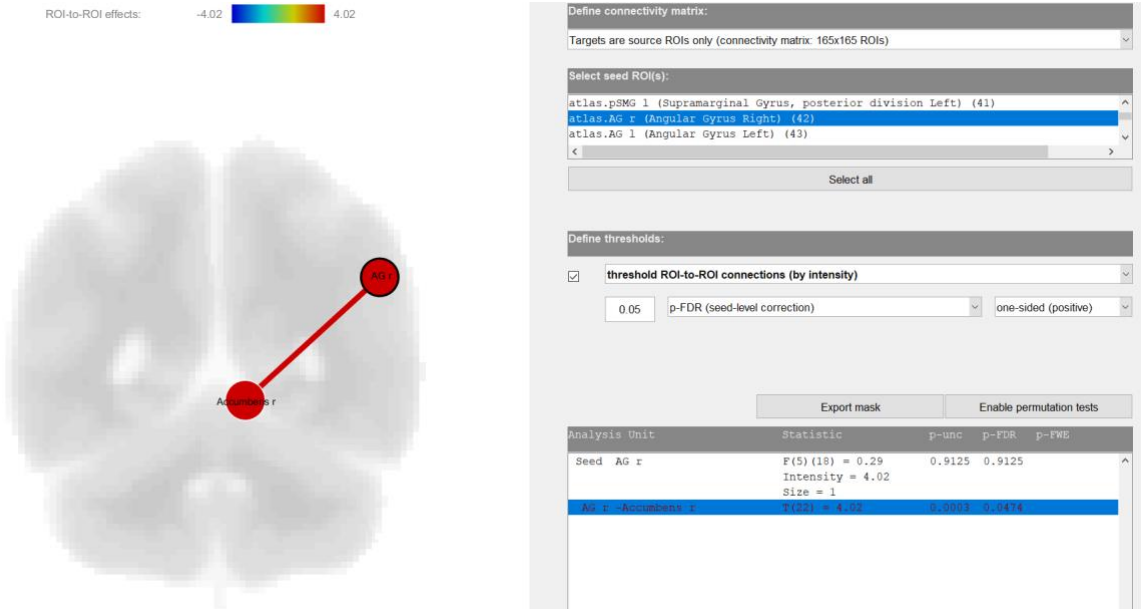 ROI-to-ROI effects: -4.02 4.02
AG r
Accumbens r
Define connectivity matrix:
Targets are source ROIs only (connectivity matrix: 165x165 ROIs)
Select seed ROI(s):
atlas.pSMG l (Supramarginal Gyrus, posterior division Left) (41)
atlas.AG r (Angular Gyrus Right) (42)
atlas.AG l (Angular Gyrus Left) (43)
Select all
Define thresholds:
threshold ROI-to-ROI connections (by intensity)
0.05 p-FDR (seed-level correction) one-sided (positive)
Export mask Enable permutation tests
Analysis Unit Statistic p-unc p-FDR p-FWE
Seed AG r F(5)(18) = 0.29 0.9125 0.9125
Intensity = 4.02
Size = 1
AG r -Accumbens r T(22) = 4.02 0.0003 0.0474